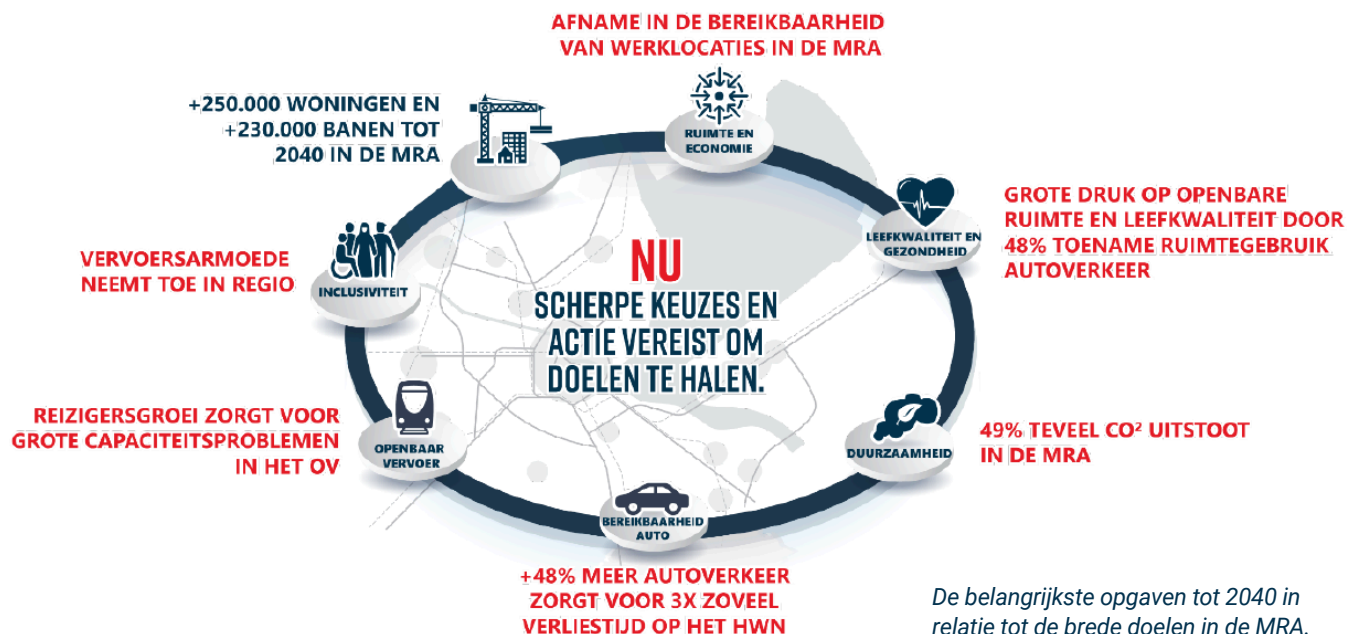 AFNAME IN DE BEREIKBAARHEID
VAN WERKLOCATIES IN DE MRA
RUIMTE EN
ECONOMIE
+250.000 WONINGEN EN
+230.000 BANEN TOT
2040 IN DE MRA
GROTE DRUK OP OPENBARE
RUIMTE EN LEEFKWALITEIT DOOR
48% TOENAME RUIMTEGEBRUIK
AUTOVERKEER
LEEFKWALITEIT EN
GEZONDHEID
VERVOERSARMOEDE
NEEMT TOE IN REGIO
INCLUSIVITEIT
NU
SCHERPE KEUZES EN
ACTIE VEREIST OM
DOELEN TE HALEN.
REIZIGERSGROEI ZORGT VOOR
GROTE CAPACITEITSPROBLEMEN
IN HET OV
OPENBAAR
VERVOER
49% TEVEEL CO² UITSTOOT
IN DE MRA
DUURZAAMHEID
BEREIKBAARHEID
AUTO
+48% MEER AUTOVERKEER
ZORGT VOOR 3X ZOVEEL
VERLIESTIJD OP HET HWN
De belangrijkste opgaven tot 2040 in
relatie tot de brede doelen in de MRA.